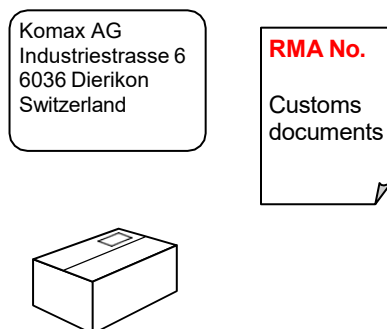 Komax AG
Industriestrasse 6
6036 Dierikon
Switzerland
RMA No.
Customs
documents